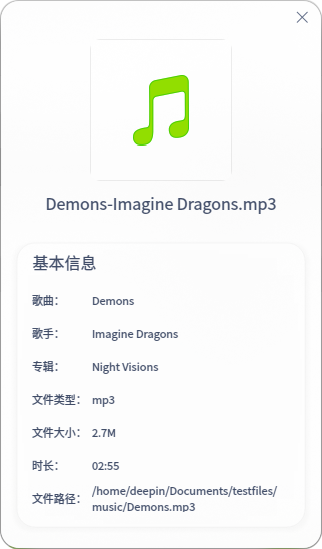 Demons-Imagine Dragons.mp3
基本信息
歌曲： Demons
歌手： Imagine Dragons
专辑： Night Visions
文件类型： mp3
文件大小： 2.7M
时长： 02:55
文件路径： /home/deepin/Documents/testfiles/
music/Demons.mp3